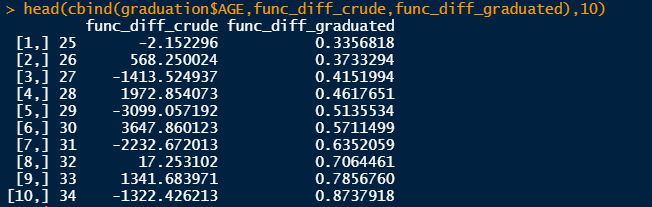 > head(cbind(graduation$AGE,func_diff_crude,func_diff_graduated),10)
func_diff_crude func_diff_graduated
[1,] 25 -2.152296 0.3356818
[2,] 26 568.250024 0.3733294
[3,] 27 -1413.524937 0.4151994
[4,] 28 1972.854073 0.4617651
[5,] 29 -3099.057192 0.5135534
[6,] 30 3647.860123 0.5711499
[7,] 31 -2232.672013 0.6352059
[8,] 32 17.253102 0.7064461
[9,] 33 1341.683971 0.7856760
[10,] 34 -1322.426213 0.8737918